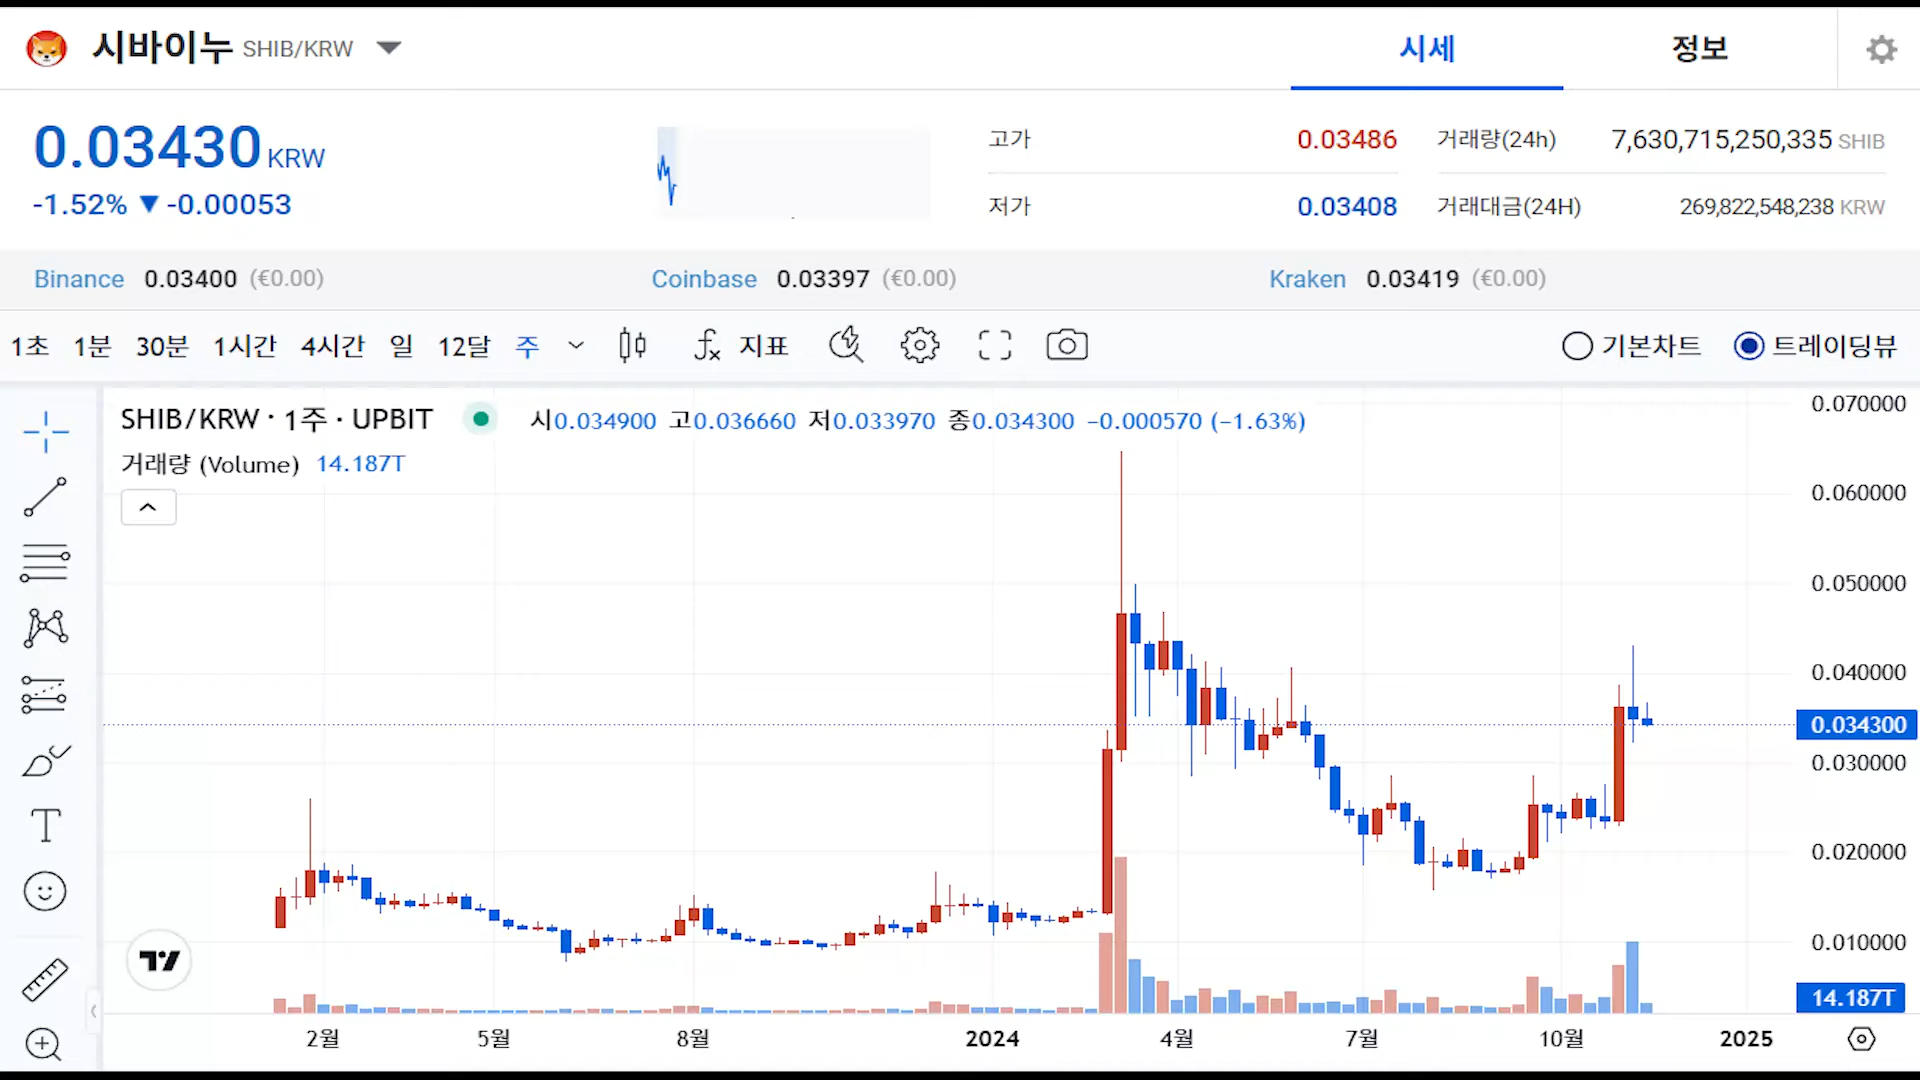 시바이누 SHIB/KRW 시세 정보
0.03430 KRW
-1.52% ▼ -0.00053
고가 0.03486 거래량(24h) 7,630,715,250,335 SHIB
저가 0.03408 거래대금(24H) 269,822,548,238 KRW
Binance 0.03400 (€0.00) Coinbase 0.03397 (€0.00) Kraken 0.03419 (€0.00)
1초 1분 30분 1시간 4시간 일 12달 주 지표 기본차트 트레이딩뷰
SHIB/KRW · 1주 · UPBIT 시0.034900 고0.036660 저0.033970 종0.034300 −0.000570 (−1.63%)
거래량 (Volume) 14.187T
0.070000
0.060000
0.050000
0.040000
0.034300
0.030000
0.020000
0.010000
14.187T
2월 5월 8월 2024 4월 7월 10월 2025